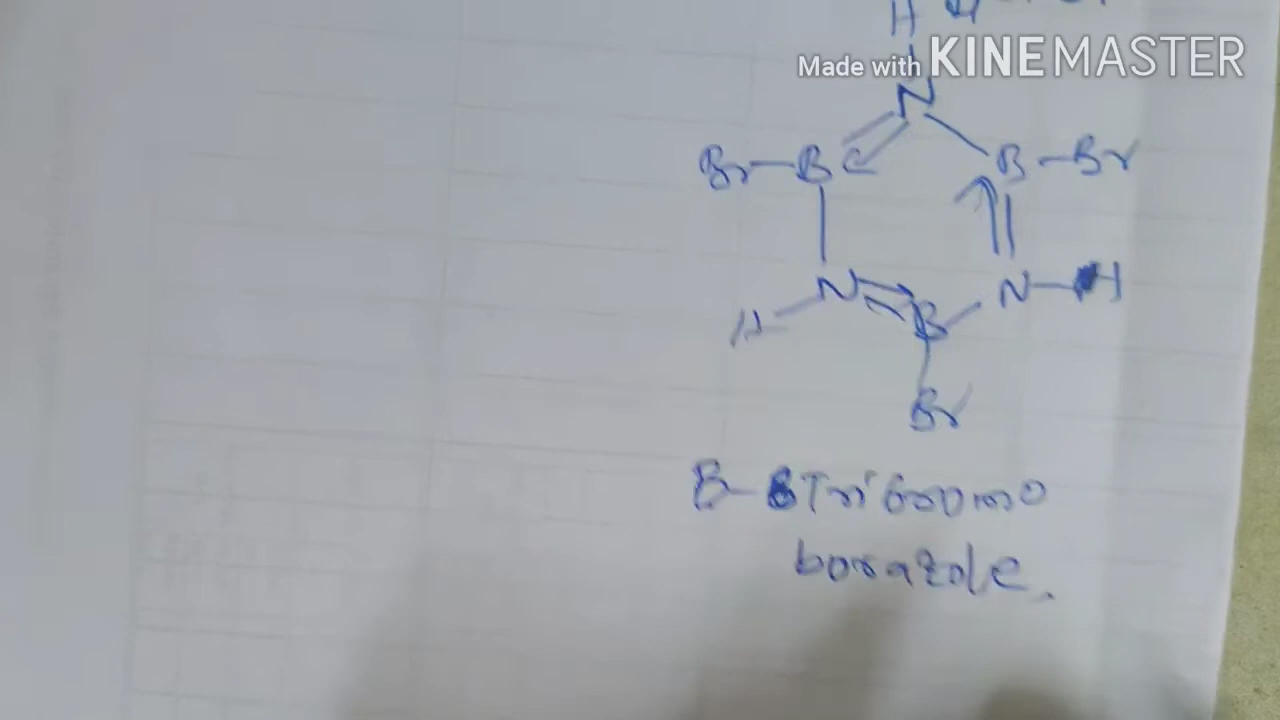 H
Made with KINEMASTER
N
Br B B Br
N B N H
H
Br
B-Tribromo
borazole.